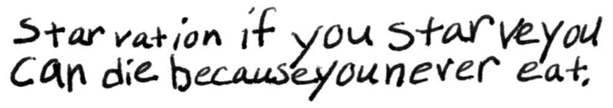 Starvation if you starve you
Can die because you never eat.